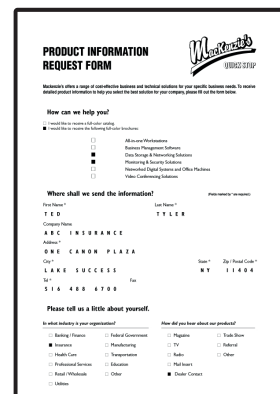 PRODUCT INFORMATION
REQUEST FORM
MacKenzie's
QUICK STOP
Mackenzie's offers a range of cost-effective business and technical solutions for your specific business needs. To receive
detailed product information to help you select the best solution for your company, please fill out the form below.
How can we help you?
□ I would like to receive a full-color catalog.
■ I would like to receive the following full-color brochures:
□ All-in-one Workstations
□ Business Management Software
■ Data Storage & Networking Solutions
■ Monitoring & Security Solutions
□ Networked Digital Systems and Office Machines
□ Video Conferencing Solutions
Where shall we send the information? (Fields marked by * are required.)
First Name * Last Name *
TED TYLER
Company Name
ABC INSURANCE
Address *
ONE CANON PLAZA
City * State * Zip / Postal Code *
LAKE SUCCESS NY 11404
Tel * Fax
516 488 6700
Please tell us a little about yourself.
In what industry is your organization? How did you hear about our products?
□ Banking / Finance □ Federal Government □ Magazine □ Trade Show
■ Insurance □ Manufacturing □ TV □ Referral
□ Health Care □ Transportation □ Radio □ Other
□ Professional Services □ Education □ Mail Insert
□ Retail / Wholesale □ Other ■ Dealer Contact
□ Utilities